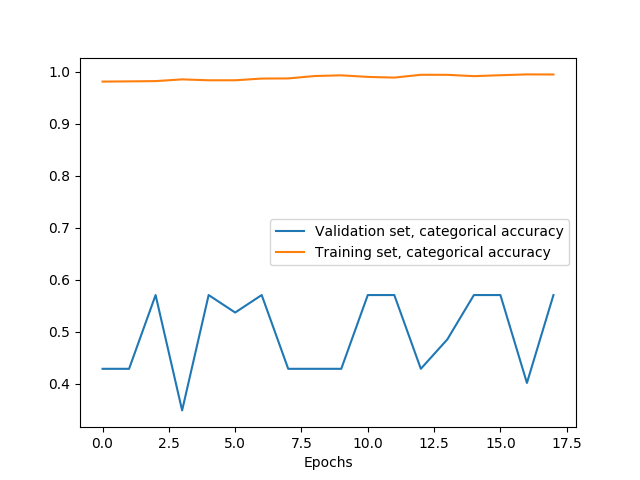 1.0
0.9
0.8
0.7
0.6
0.5
0.4
Validation set, categorical accuracy
Training set, categorical accuracy
0.0 2.5 5.0 7.5 10.0 12.5 15.0 17.5
Epochs